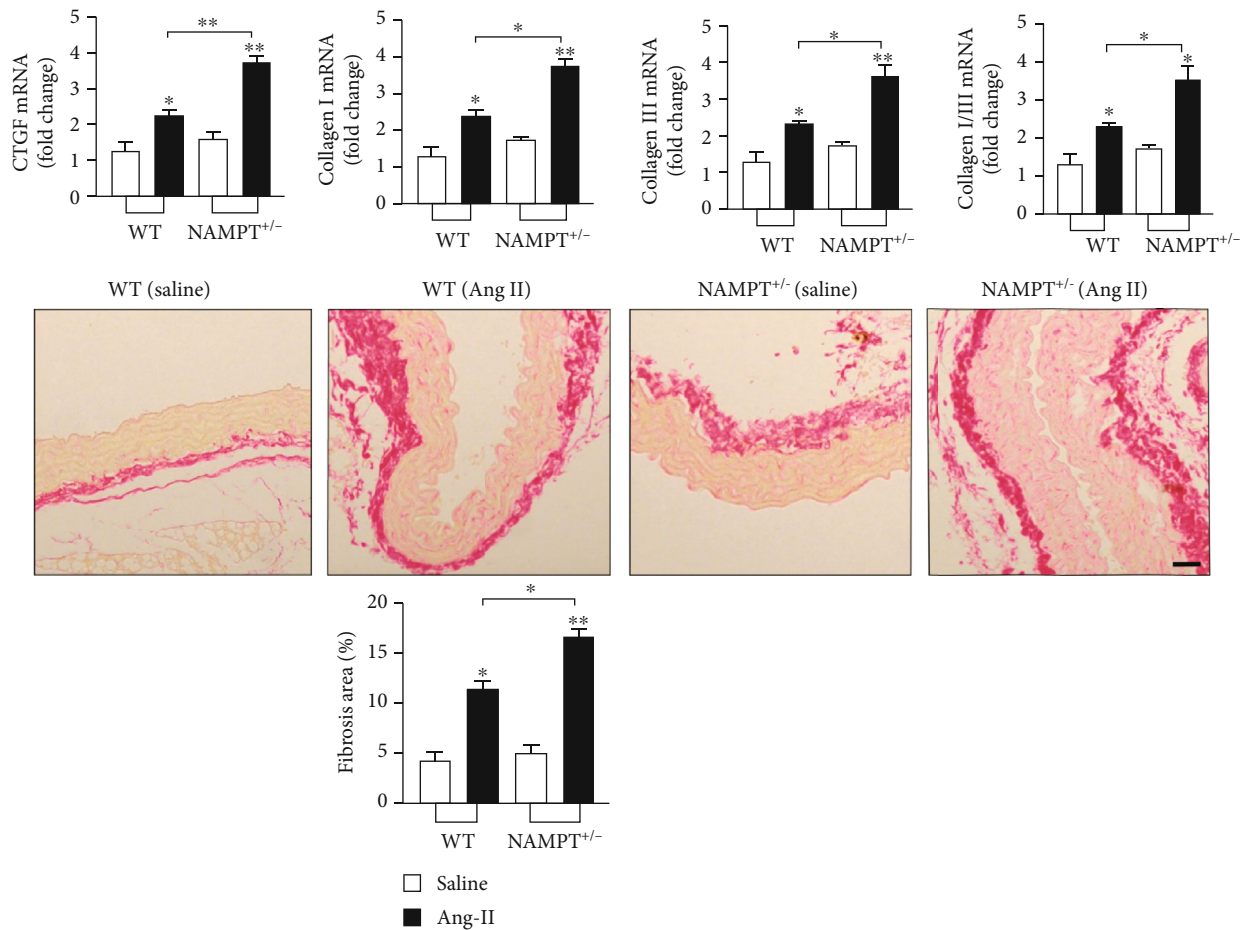 CTGF mRNA
(fold change)
5
4
3
2
1
0
*
**
**
WT
NAMPT+/−
Collagen I mRNA
(fold change)
5
4
3
2
1
0
*
*
**
WT
NAMPT+/−
Collagen III mRNA
(fold change)
5
4
3
2
1
0
*
*
**
WT
NAMPT+/−
Collagen I/III mRNA
(fold change)
5
4
3
2
1
0
*
*
*
WT
NAMPT+/−
WT (saline)
WT (Ang II)
NAMPT+/- (saline)
NAMPT+/- (Ang II)
Fibrosis area (%)
20
15
10
5
0
*
*
**
WT
NAMPT+/−
Saline
Ang-II